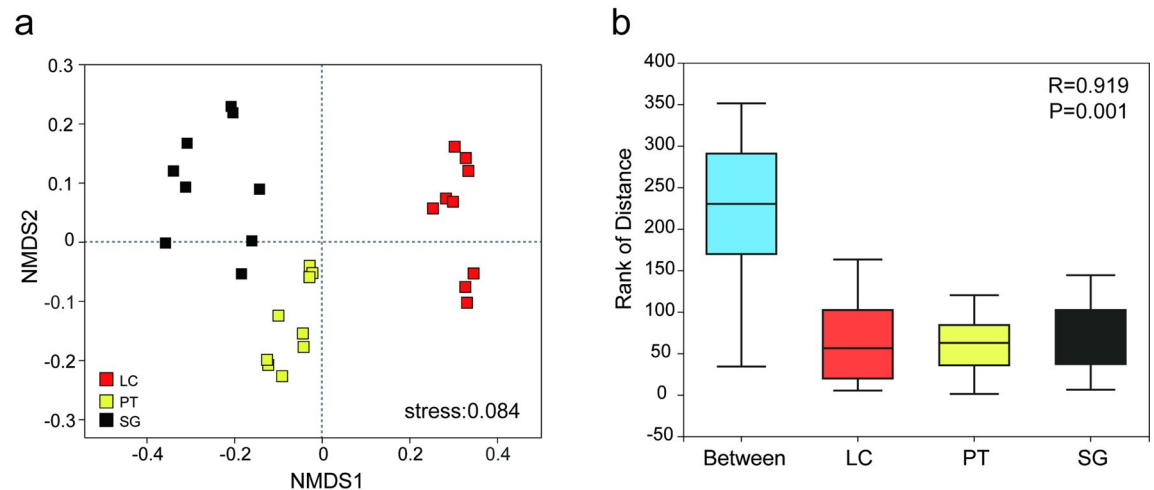 a
NMDS2
0.3
0.2
0.1
0
-0.1
-0.2
-0.3
LC
PT
SG
stress:0.084
-0.4
-0.2
0
0.2
0.4
NMDS1
b
Rank of Distance
400
350
300
250
200
150
100
50
0
-50
R=0.919
P=0.001
Between
LC
PT
SG